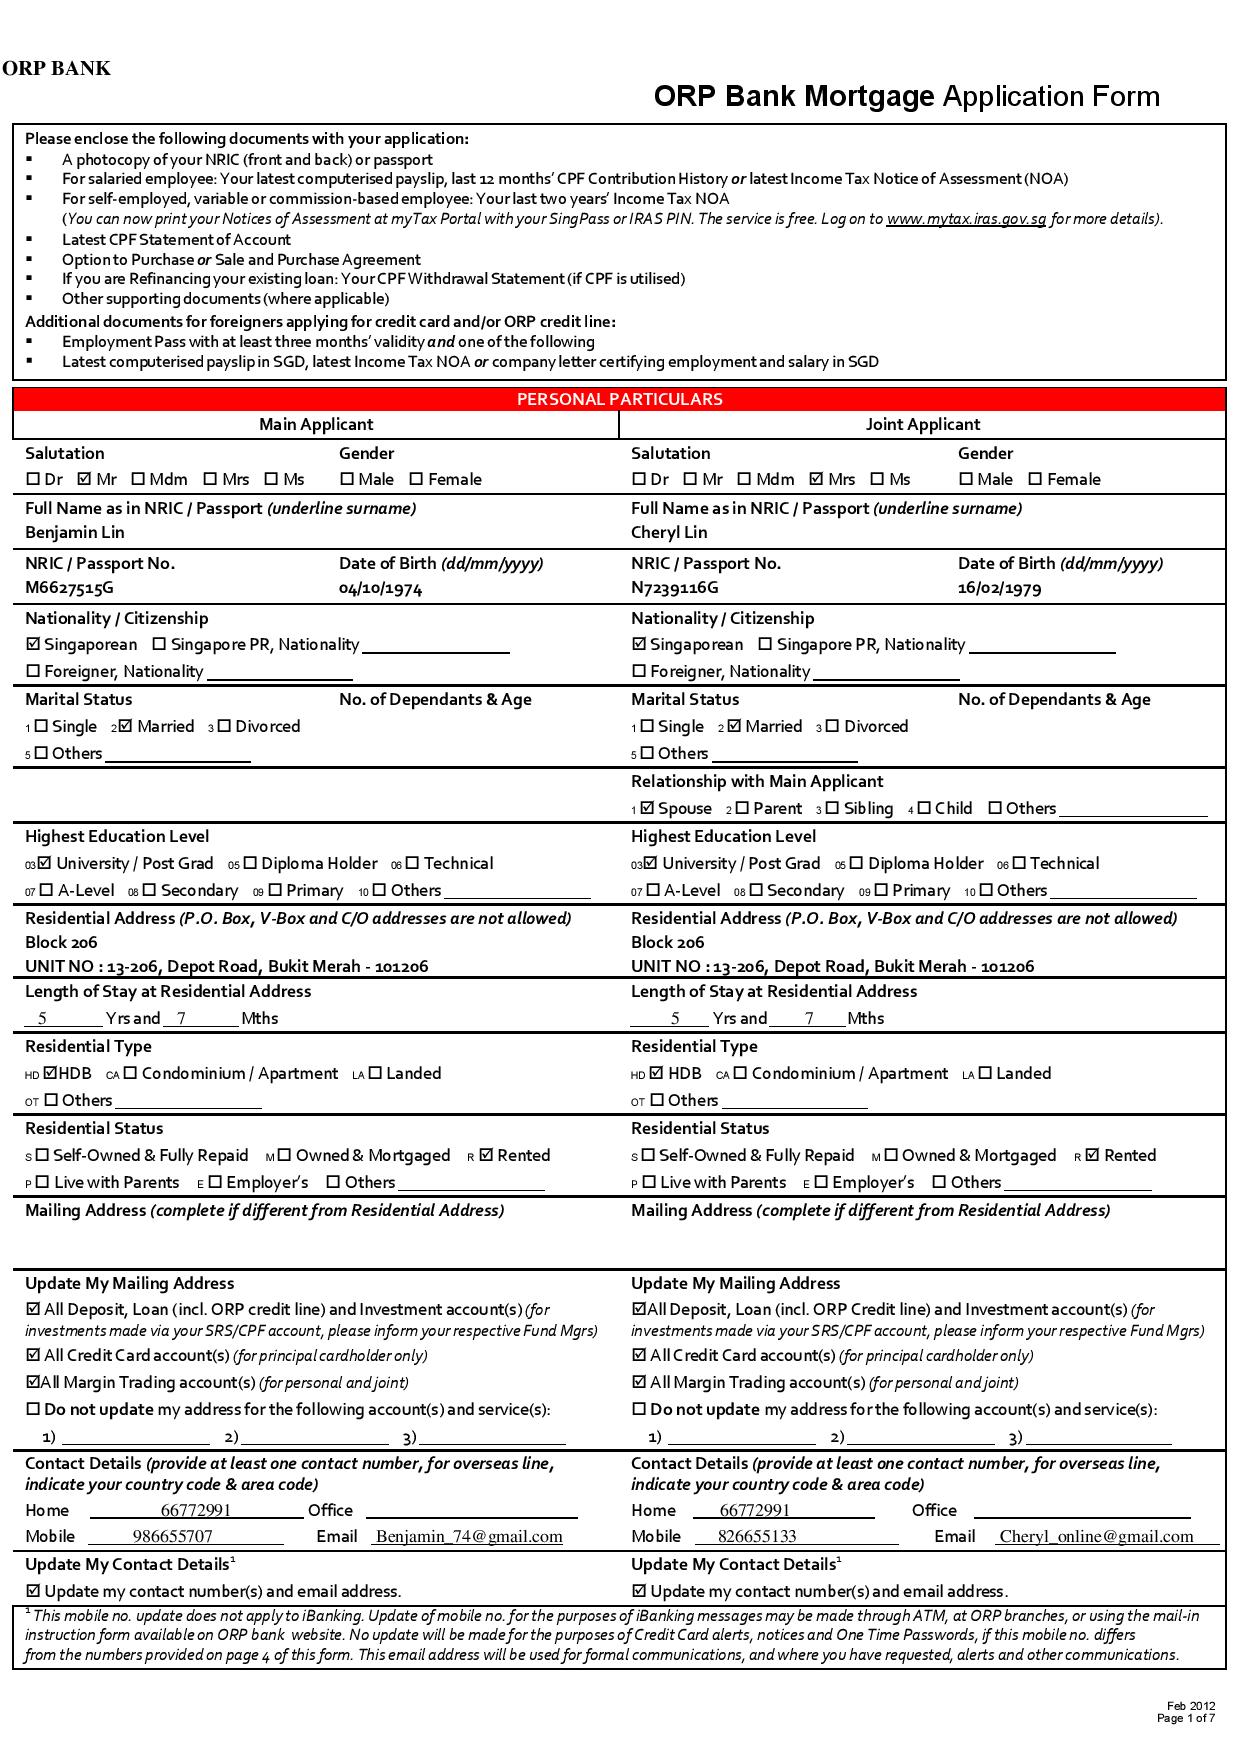 ORP BANK
ORP Bank Mortgage Application Form
Please enclose the following documents with your application:
▪ A photocopy of your NRIC (front and back) or passport
▪ For salaried employee: Your latest computerised payslip, last 12 months’ CPF Contribution History or latest Income Tax Notice of Assessment (NOA)
▪ For self-employed, variable or commission-based employee: Your last two years’ Income Tax NOA
(You can now print your Notices of Assessment at myTax Portal with your SingPass or IRAS PIN. The service is free. Log on to www.mytax.iras.gov.sg for more details).
▪ Latest CPF Statement of Account
▪ Option to Purchase or Sale and Purchase Agreement
▪ If you are Refinancing your existing loan: Your CPF Withdrawal Statement (if CPF is utilised)
▪ Other supporting documents (where applicable)
Additional documents for foreigners applying for credit card and/or ORP credit line:
▪ Employment Pass with at least three months’ validity and one of the following
▪ Latest computerised payslip in SGD, latest Income Tax NOA or company letter certifying employment and salary in SGD
PERSONAL PARTICULARS
Main Applicant Joint Applicant
Salutation Gender Salutation Gender
☐ Dr ☑ Mr ☐ Mdm ☐ Mrs ☐ Ms ☐ Male ☐ Female ☐ Dr ☐ Mr ☐ Mdm ☑ Mrs ☐ Ms ☐ Male ☐ Female
Full Name as in NRIC / Passport (underline surname) Full Name as in NRIC / Passport (underline surname)
Benjamin Lin Cheryl Lin
NRIC / Passport No. Date of Birth (dd/mm/yyyy) NRIC / Passport No. Date of Birth (dd/mm/yyyy)
M6627515G 04/10/1974 N7239116G 16/02/1979
Nationality / Citizenship Nationality / Citizenship
☑ Singaporean ☐ Singapore PR, Nationality ☑ Singaporean ☐ Singapore PR, Nationality
☐ Foreigner, Nationality ☐ Foreigner, Nationality
Marital Status No. of Dependants & Age Marital Status No. of Dependants & Age
1 ☐ Single 2 ☑ Married 3 ☐ Divorced 1 ☐ Single 2 ☑ Married 3 ☐ Divorced
5 ☐ Others 5 ☐ Others
Relationship with Main Applicant
1 ☑ Spouse 2 ☐ Parent 3 ☐ Sibling 4 ☐ Child ☐ Others
Highest Education Level Highest Education Level
03 ☑ University / Post Grad 05 ☐ Diploma Holder 06 ☐ Technical 03 ☑ University / Post Grad 05 ☐ Diploma Holder 06 ☐ Technical
07 ☐ A-Level 08 ☐ Secondary 09 ☐ Primary 10 ☐ Others 07 ☐ A-Level 08 ☐ Secondary 09 ☐ Primary 10 ☐ Others
Residential Address (P.O. Box, V-Box and C/O addresses are not allowed) Residential Address (P.O. Box, V-Box and C/O addresses are not allowed)
Block 206 Block 206
UNIT NO : 13-206, Depot Road, Bukit Merah - 101206 UNIT NO : 13-206, Depot Road, Bukit Merah - 101206
Length of Stay at Residential Address Length of Stay at Residential Address
5 Yrs and 7 Mths 5 Yrs and 7 Mths
Residential Type Residential Type
HD ☑ HDB CA ☐ Condominium / Apartment LA ☐ Landed HD ☑ HDB CA ☐ Condominium / Apartment LA ☐ Landed
OT ☐ Others OT ☐ Others
Residential Status Residential Status
S ☐ Self-Owned & Fully Repaid M ☐ Owned & Mortgaged R ☑ Rented S ☐ Self-Owned & Fully Repaid M ☐ Owned & Mortgaged R ☑ Rented
P ☐ Live with Parents E ☐ Employer’s ☐ Others P ☐ Live with Parents E ☐ Employer’s ☐ Others
Mailing Address (complete if different from Residential Address) Mailing Address (complete if different from Residential Address)
Update My Mailing Address Update My Mailing Address
☑ All Deposit, Loan (incl. ORP credit line) and Investment account(s) (for ☑ All Deposit, Loan (incl. ORP Credit line) and Investment account(s) (for
investments made via your SRS/CPF account, please inform your respective Fund Mgrs) investments made via your SRS/CPF account, please inform your respective Fund Mgrs)
☑ All Credit Card account(s) (for principal cardholder only) ☑ All Credit Card account(s) (for principal cardholder only)
☑ All Margin Trading account(s) (for personal and joint) ☑ All Margin Trading account(s) (for personal and joint)
☐ Do not update my address for the following account(s) and service(s): ☐ Do not update my address for the following account(s) and service(s):
1) 2) 3) 1) 2) 3)
Contact Details (provide at least one contact number, for overseas line, Contact Details (provide at least one contact number, for overseas line,
indicate your country code & area code) indicate your country code & area code)
Home 66772991 Office Home 66772991 Office
Mobile 986655707 Email Benjamin_74@gmail.com Mobile 826655133 Email Cheryl_online@gmail.com
Update My Contact Details¹ Update My Contact Details¹
☑ Update my contact number(s) and email address. ☑ Update my contact number(s) and email address.
¹ This mobile no. update does not apply to iBanking. Update of mobile no. for the purposes of iBanking messages may be made through ATM, at ORP branches, or using the mail-in
instruction form available on ORP bank website. No update will be made for the purposes of Credit Card alerts, notices and One Time Passwords, if this mobile no. differs
from the numbers provided on page 4 of this form. This email address will be used for formal communications, and where you have requested, alerts and other communications.
Feb 2012
Page 1 of 7